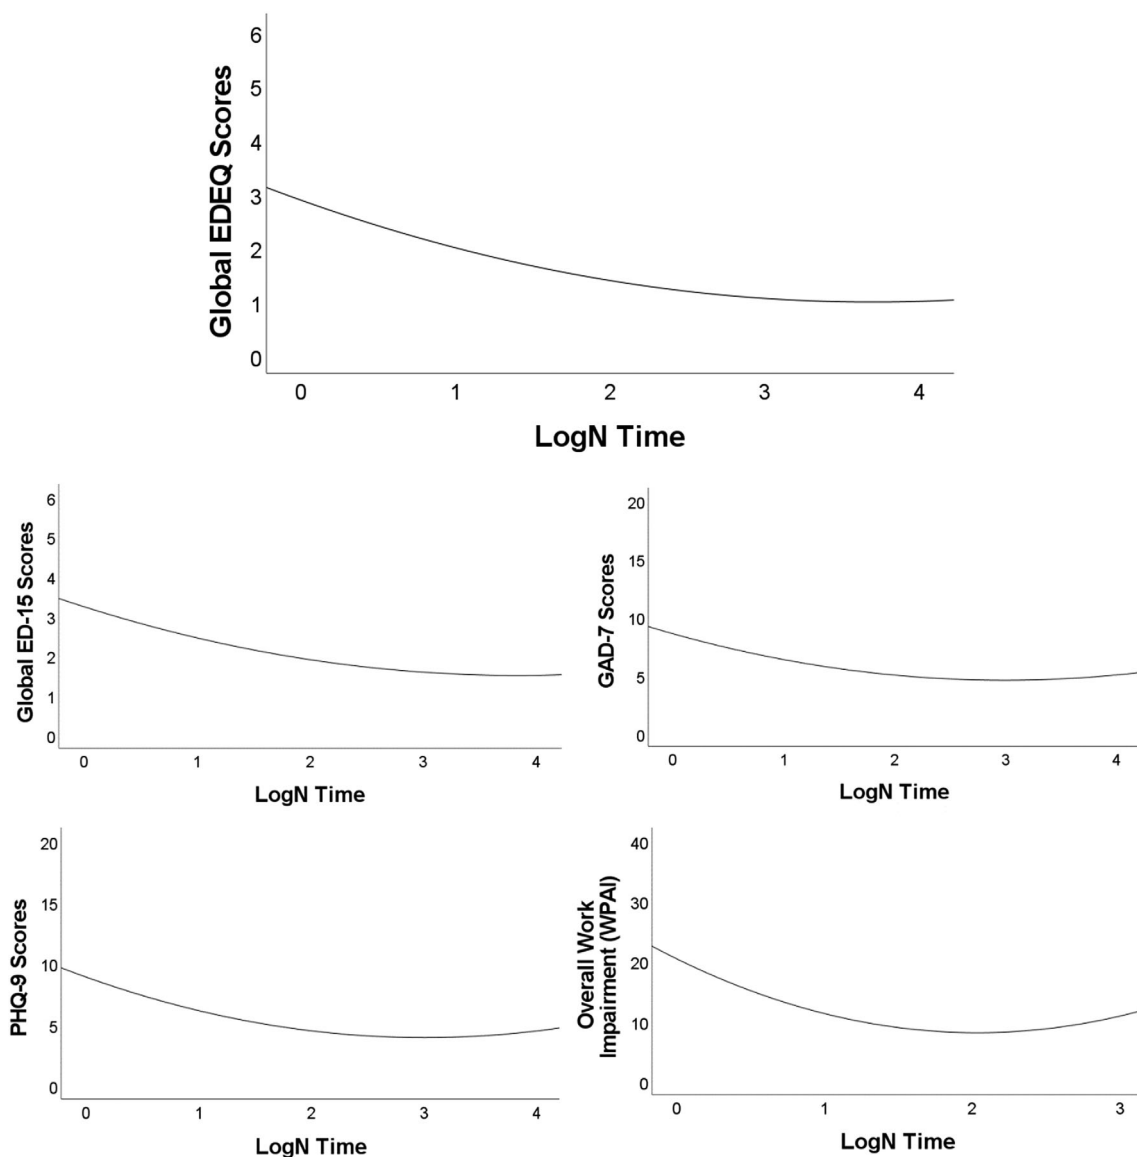 Global EDEQ Scores
6
5
4
3
2
1
0
0 1 2 3 4
LogN Time
Global ED-15 Scores
6
5
4
3
2
1
0
0 1 2 3 4
LogN Time
GAD-7 Scores
20
15
10
5
0
0 1 2 3 4
LogN Time
PHQ-9 Scores
20
15
10
5
0
0 1 2 3 4
LogN Time
Overall Work
Impairment (WPAI)
40
30
20
10
0
0 1 2 3
LogN Time